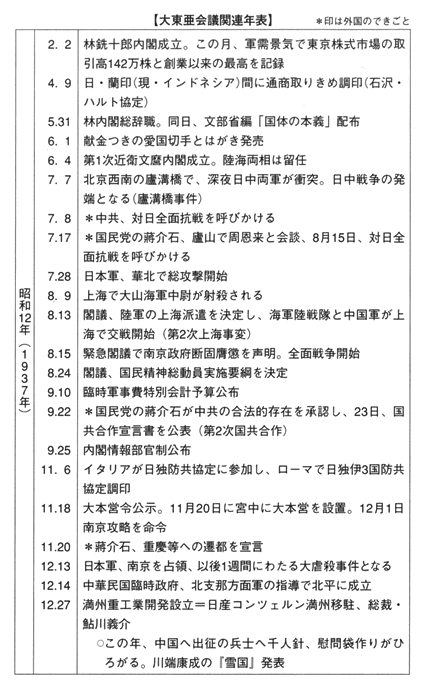 【大東亜会議関連年表】
*印は外国のできごと
昭和12年(1937年)
2. 2 林銑十郎内閣成立。この月、軍需景気で東京株式市場の取
引高142万株と創業以来の最高を記録
4. 9 日・蘭印(現・インドネシア)間に通商取りきめ調印(石沢・
ハルト協定)
5.31 林内閣総辞職。同日、文部省編「国体の本義」配布
6. 1 献金つきの愛国切手とはがき発売
6. 4 第1次近衛文麿内閣成立。陸海両相は留任
7. 7 北京西南の廬溝橋で、深夜日中両軍が衝突。日中戦争の発
端となる(廬溝橋事件)
7. 8 *中共、対日全面抗戦を呼びかける
7.17 *国民党の蔣介石、廬山で周恩来と会談、8月15日、対日全
面抗戦を呼びかける
7.28 日本軍、華北で総攻撃開始
8. 9 上海で大山海軍中尉が射殺される
8.13 閣議、陸軍の上海派遣を決定し、海軍陸戦隊と中国軍が上
海で交戦開始(第2次上海事変)
8.15 緊急閣議で南京政府断固膺懲を声明。全面戦争開始
8.24 閣議、国民精神総動員実施要綱を決定
9.10 臨時軍事費特別会計予算公布
9.22 *国民党の蔣介石が中共の合法的存在を承認し、23日、国
共合作宣言書を公表(第2次国共合作)
9.25 内閣情報部官制公布
11. 6 イタリアが日独防共協定に参加し、ローマで日独伊3国防共
協定調印
11.18 大本営令公示。11月20日に宮中に大本営を設置。12月1日
南京攻略を命令
11.20 *蔣介石、重慶等への遷都を宣言
12.13 日本軍、南京を占領、以後1週間にわたる大虐殺事件となる
12.14 中華民国臨時政府、北支那方面軍の指導で北平に成立
12.27 満州重工業開発設立=日産コンツェルン満州移駐、総裁・
鮎川義介
○この年、中国へ出征の兵士へ千人針、慰問袋作りがひ
ろがる。川端康成の『雪国』発表